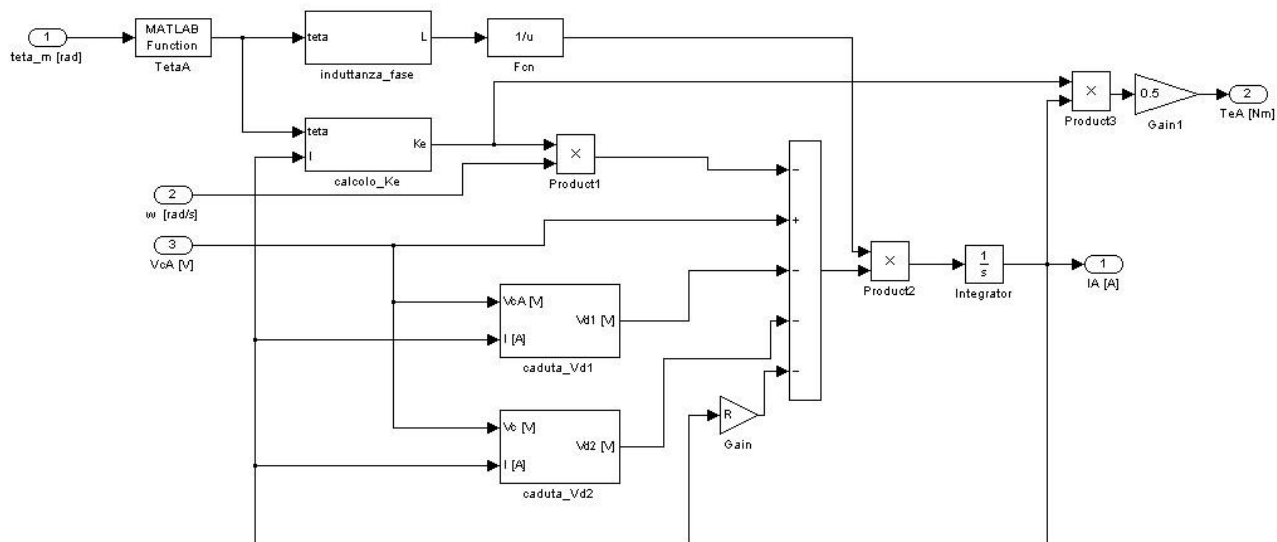 1
teta_m [rad]
MATLAB
Function
TetaA
teta
L
induttanza_fase
1/u
Fcn
teta
I
Ke
calcolo_Ke
×
Product1
×
Product3
0.5
Gain1
2
TeA [Nm]
2
w [rad/s]
3
VcA [V]
−
+
−
−
−
×
Product2
1
s
Integrator
1
IA [A]
VcA [V]
I [A]
Vd1 [V]
caduta_Vd1
Vc [V]
I [A]
Vd2 [V]
caduta_Vd2
R
Gain